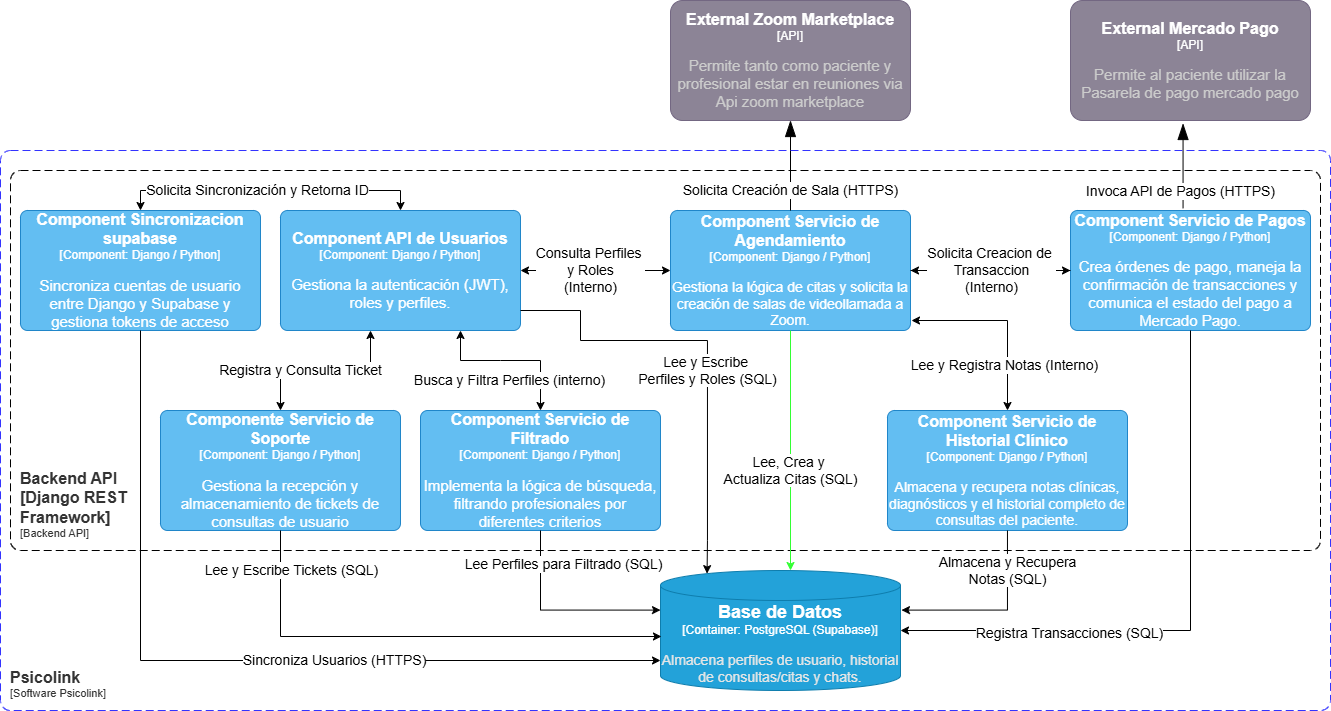 External Zoom Marketplace
[API]
Permite tanto como paciente y
profesional estar en reuniones via
Api zoom marketplace
External Mercado Pago
[API]
Permite al paciente utilizar la
Pasarela de pago mercado pago
Solicita Sincronización y Retorna ID
Solicita Creación de Sala (HTTPS)
Invoca API de Pagos (HTTPS)
Component Sincronizacion
supabase
[Component: Django / Python]
Sincroniza cuentas de usuario
entre Django y Supabase y
gestiona tokens de acceso
Component API de Usuarios
[Component: Django / Python]
Gestiona la autenticación (JWT),
roles y perfiles.
Consulta Perfiles
y Roles
(Interno)
Component Servicio de
Agendamiento
[Component: Django / Python]
Gestiona la lógica de citas y solicita la
creación de salas de videollamada a
Zoom.
Solicita Creacion de
Transaccion
(Interno)
Component Servicio de Pagos
[Component: Django / Python]
Crea órdenes de pago, maneja la
confirmación de transacciones y
comunica el estado del pago a
Mercado Pago.
Registra y Consulta Ticket
Busca y Filtra Perfiles (interno)
Lee y Escribe
Perfiles y Roles (SQL)
Lee y Registra Notas (Interno)
Componente Servicio de
Soporte
[Component: Django / Python]
Gestiona la recepción y
almacenamiento de tickets de
consultas de usuario
Component Servicio de
Filtrado
[Component: Django / Python]
Implementa la lógica de búsqueda,
filtrando profesionales por
diferentes criterios
Lee, Crea y
Actualiza Citas (SQL)
Component Servicio de
Historial Clínico
[Component: Django / Python]
Almacena y recupera notas clínicas,
diagnósticos y el historial completo de
consultas del paciente.
Backend API
[Django REST
Framework]
[Backend API]
Lee y Escribe Tickets (SQL)
Lee Perfiles para Filtrado (SQL)
Almacena y Recupera
Notas (SQL)
Base de Datos
[Container: PostgreSQL (Supabase)]
Almacena perfiles de usuario, historial
de consultas/citas y chats.
Registra Transacciones (SQL)
Sincroniza Usuarios (HTTPS)
Psicolink
[Software Psicolink]